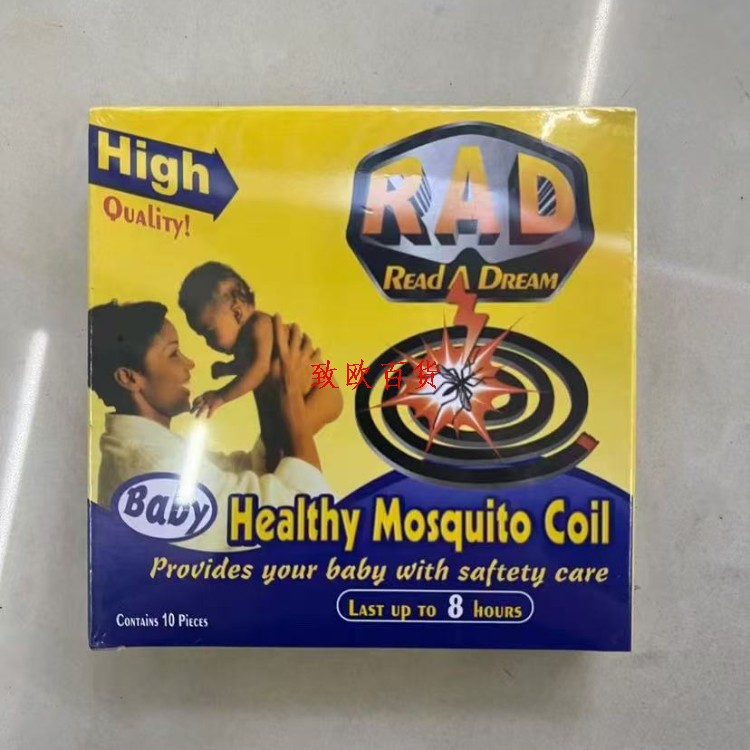 High
QUALITY!
RAD
READ A DREAM
致欧百货
Baby
Healthy Mosquito Coil
Provides your baby with saftety care
LAST UP TO 8 HOURS
CONTAINS 10 PIECES